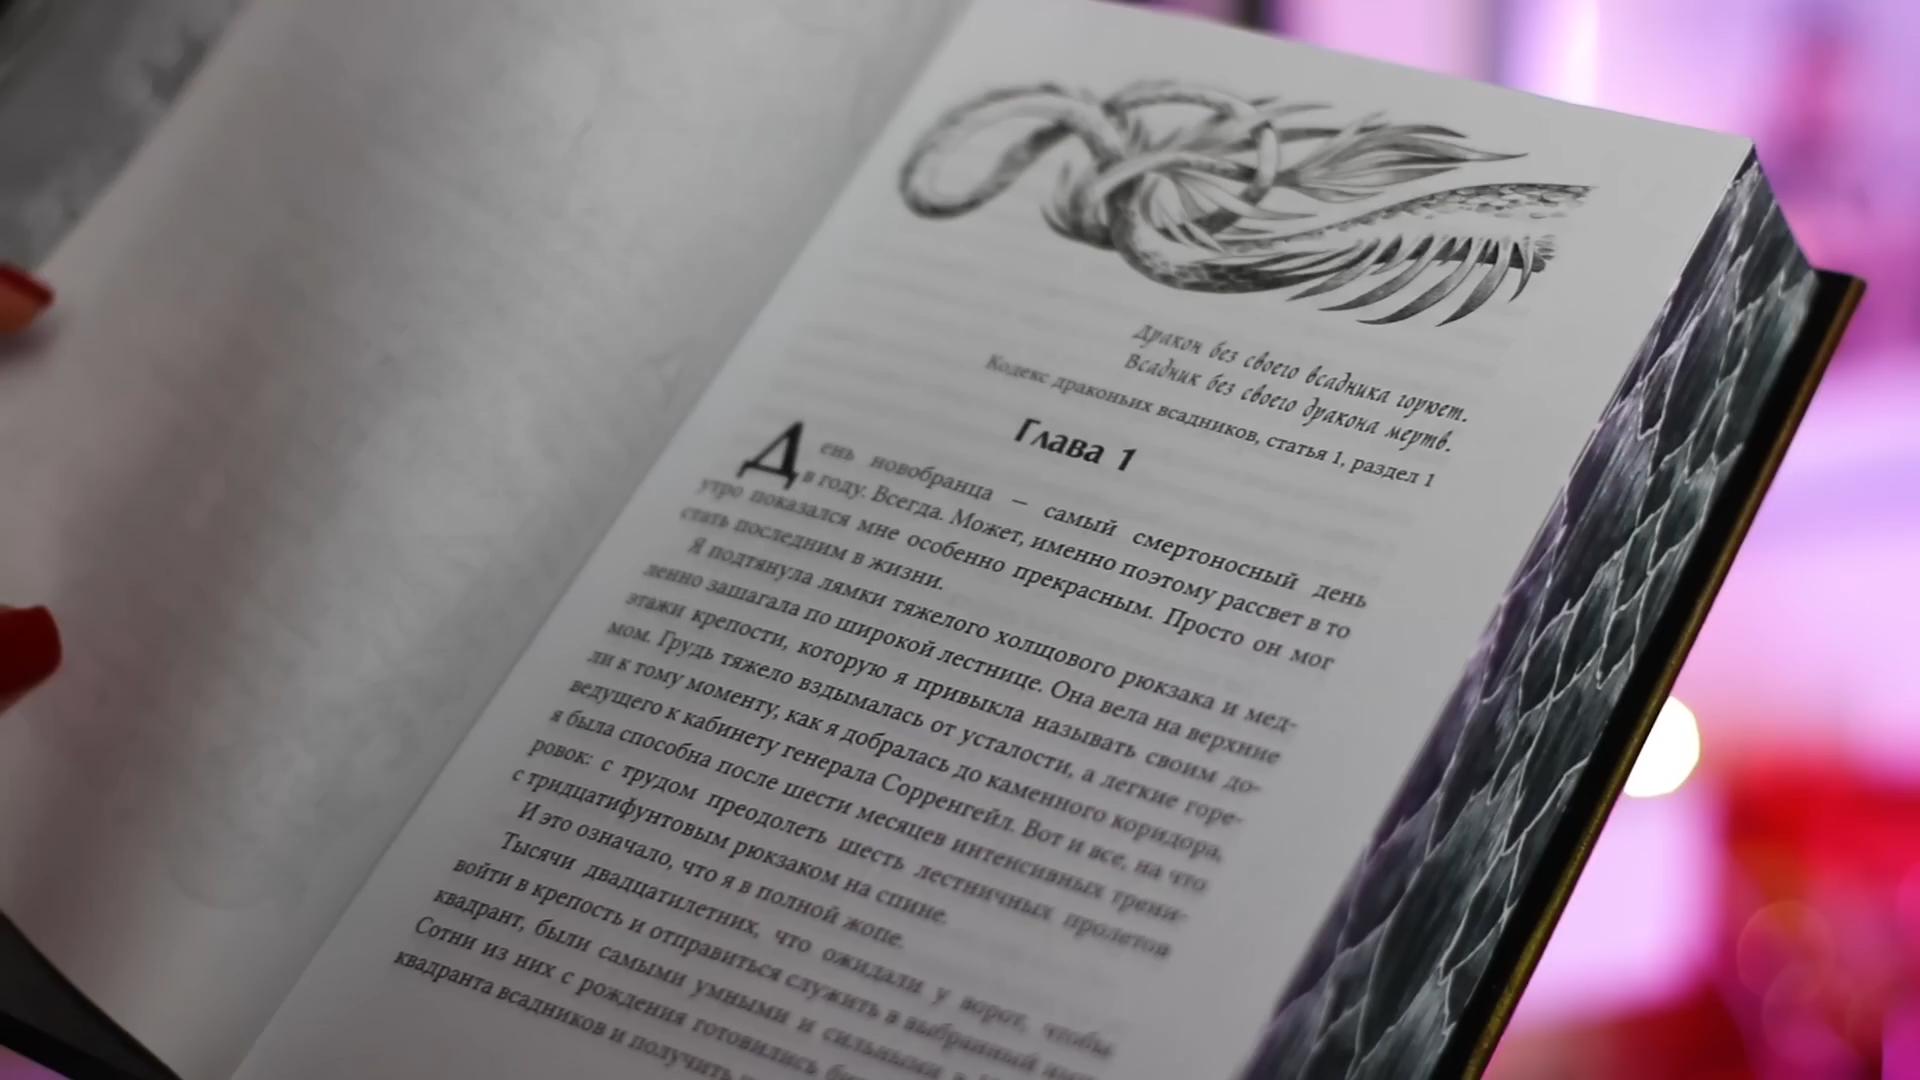 Дракон без своего всадника горюет.
Всадник без своего дракона мертв.
Кодекс драконьих всадников, статья 1, раздел 1
Глава 1
День новобранца — самый смертоносный день
в году. Всегда. Может, именно поэтому рассвет в то
утро показался мне особенно прекрасным. Просто он мог
стать последним в жизни.
Я подтянула лямки тяжелого холщового рюкзака и мед-
ленно зашагала по широкой лестнице. Она вела на верхние
этажи крепости, которую я привыкла называть своим до-
мом. Грудь тяжело вздымалась от усталости, а легкие горе-
ли к тому моменту, как я добралась до каменного коридора,
ведущего к кабинету генерала Сорренгейл. Вот и все, на что
я была способна после шести месяцев интенсивных трени-
ровок: с трудом преодолеть шесть лестничных пролетов
с тридцатифунтовым рюкзаком на спине.
И это означало, что я в полной жопе.
Тысячи двадцатилетних, что ожидали у ворот, чтобы
войти в крепость и отправиться служить в выбранный ими
квадрант, были самыми умными и сильными в
Сотни из них с рождения готовились
квадранта всадников и получить